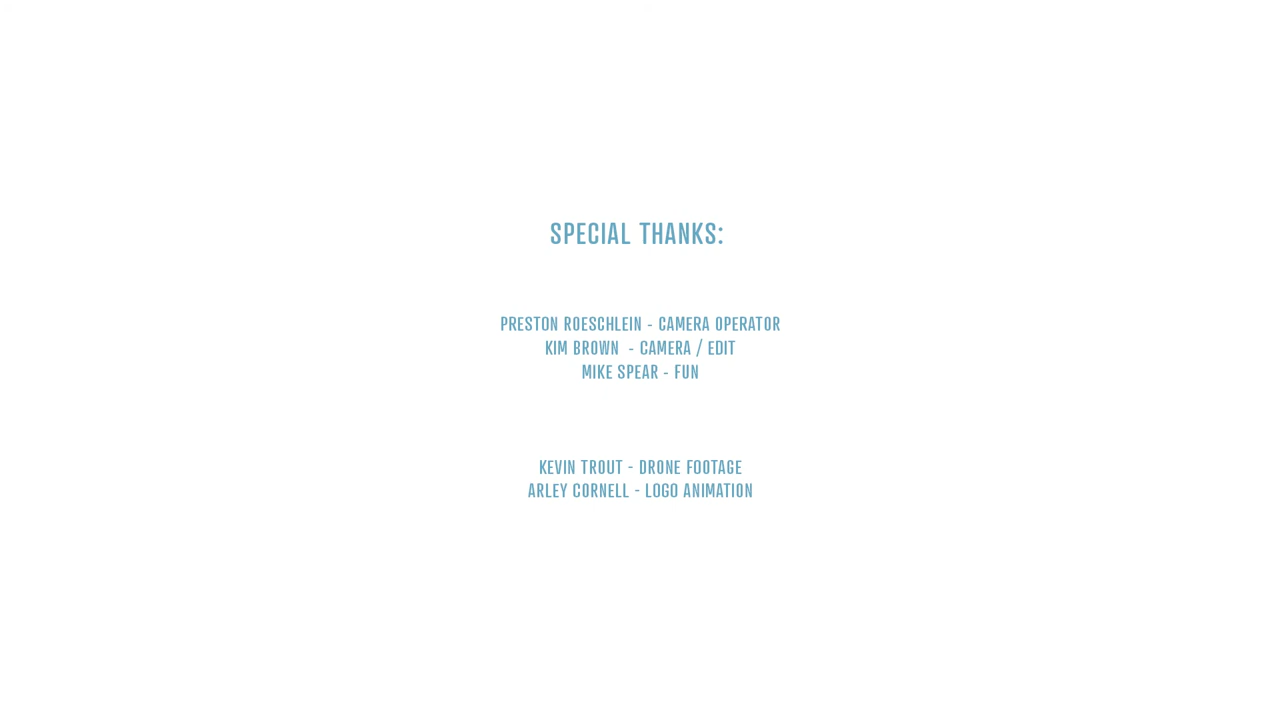 SPECIAL THANKS:
PRESTON ROESCHLEIN - CAMERA OPERATOR
KIM BROWN  - CAMERA / EDIT
MIKE SPEAR - FUN
KEVIN TROUT - DRONE FOOTAGE
ARLEY CORNELL - LOGO ANIMATION